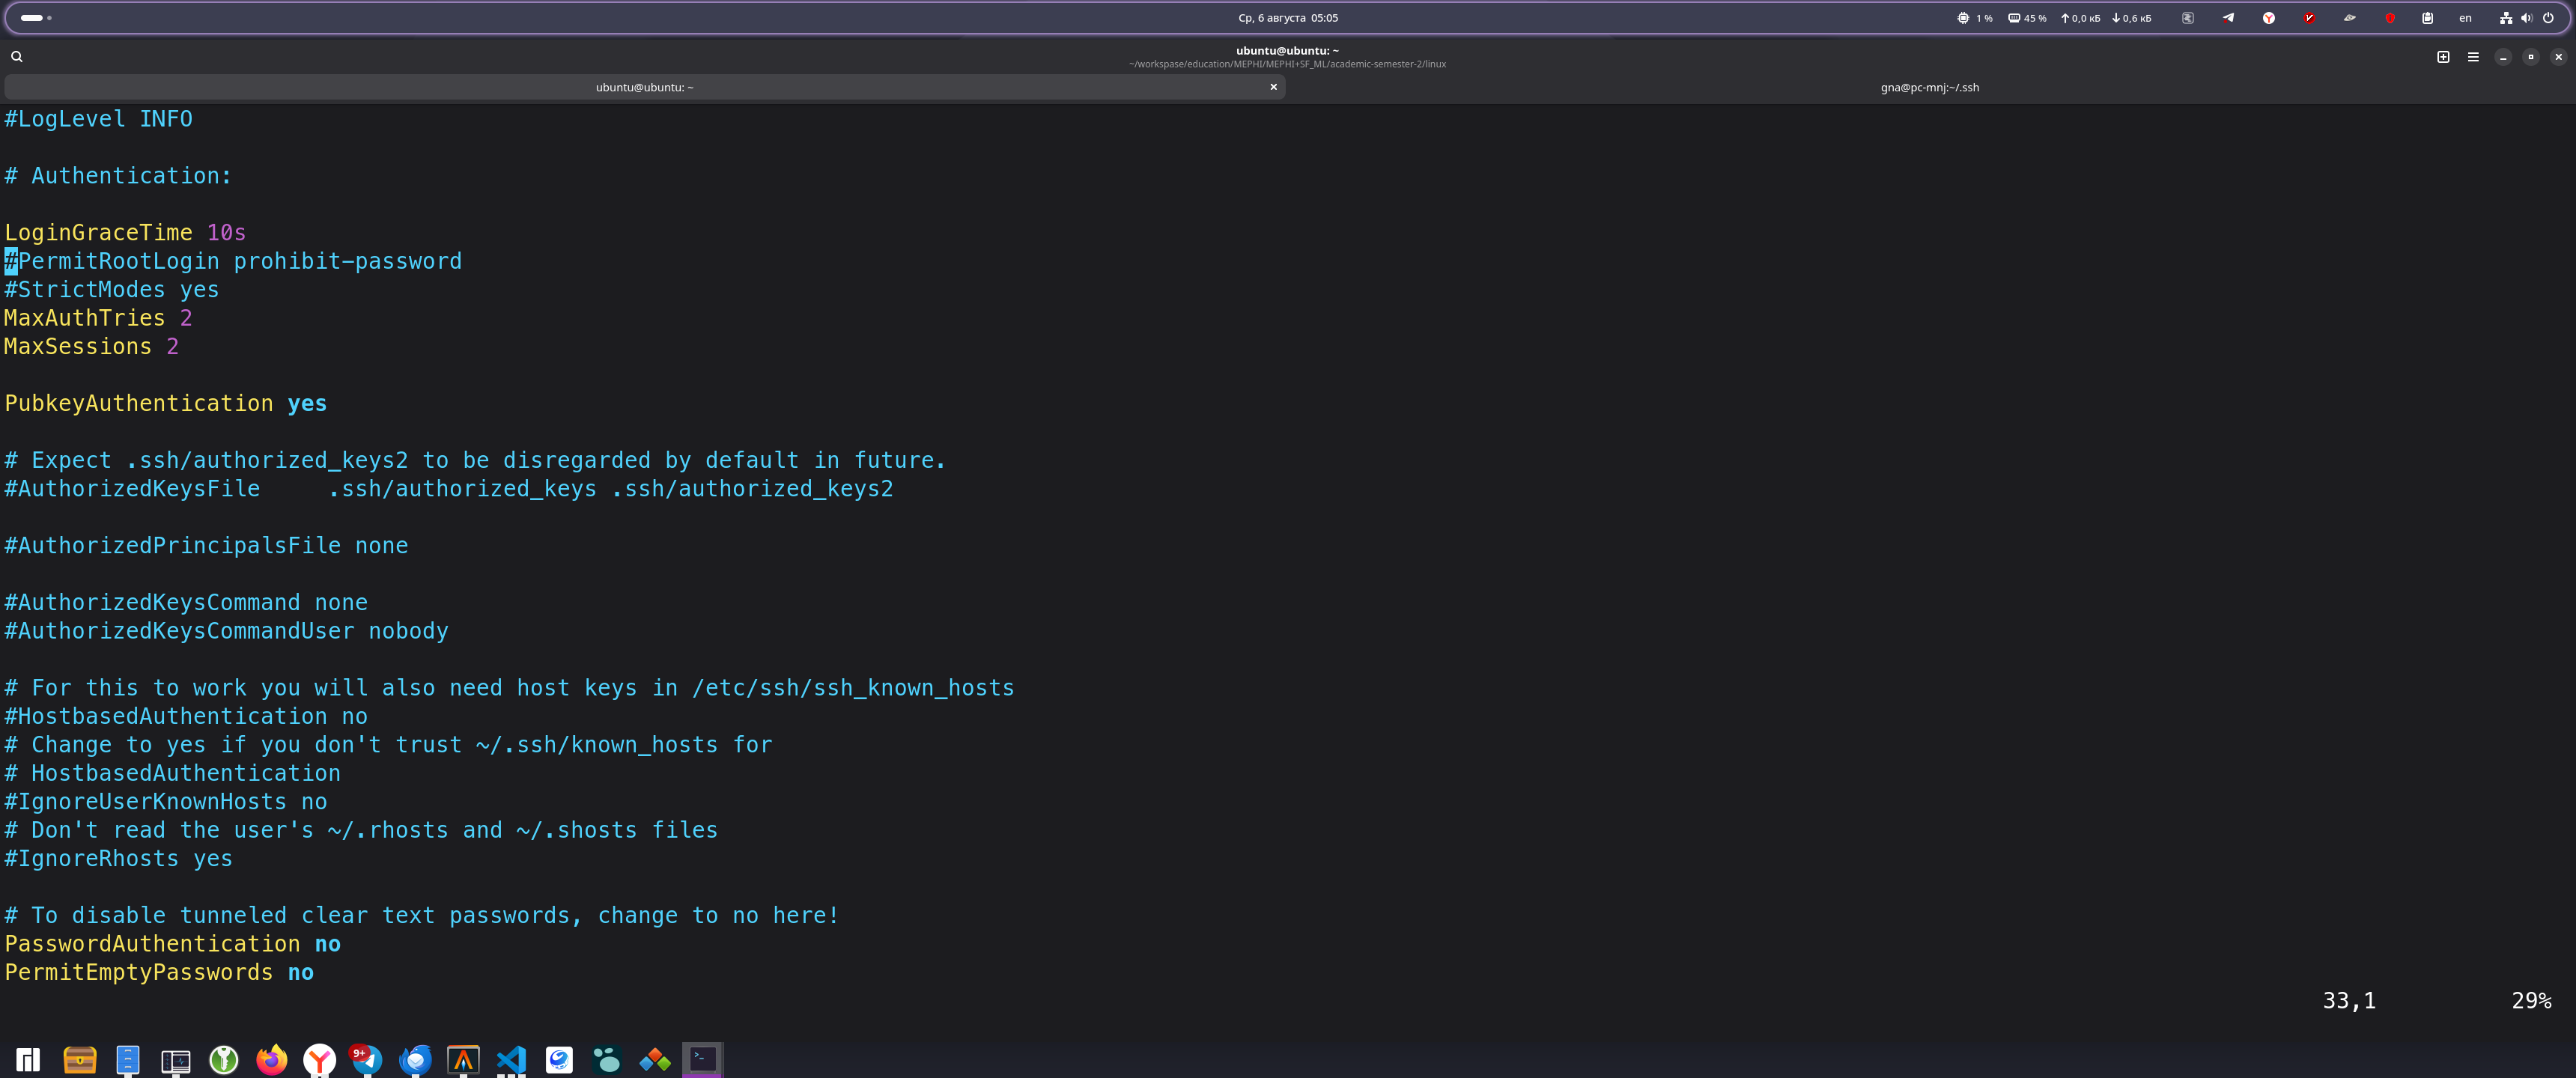 Ср, 6 августа 05:05
1 % 45 % 0,0 кБ 0,6 кБ en
ubuntu@ubuntu: ~
~/workspase/education/MEPHI/MEPHI+SF_ML/academic-semester-2/linux
ubuntu@ubuntu: ~
gna@pc-mnj:~/.ssh
#LogLevel INFO
# Authentication:
LoginGraceTime 10s
#PermitRootLogin prohibit-password
#StrictModes yes
MaxAuthTries 2
MaxSessions 2
PubkeyAuthentication yes
# Expect .ssh/authorized_keys2 to be disregarded by default in future.
#AuthorizedKeysFile     .ssh/authorized_keys .ssh/authorized_keys2
#AuthorizedPrincipalsFile none
#AuthorizedKeysCommand none
#AuthorizedKeysCommandUser nobody
# For this to work you will also need host keys in /etc/ssh/ssh_known_hosts
#HostbasedAuthentication no
# Change to yes if you don't trust ~/.ssh/known_hosts for
# HostbasedAuthentication
#IgnoreUserKnownHosts no
# Don't read the user's ~/.rhosts and ~/.shosts files
#IgnoreRhosts yes
# To disable tunneled clear text passwords, change to no here!
PasswordAuthentication no
PermitEmptyPasswords no
33,1 29%
9+